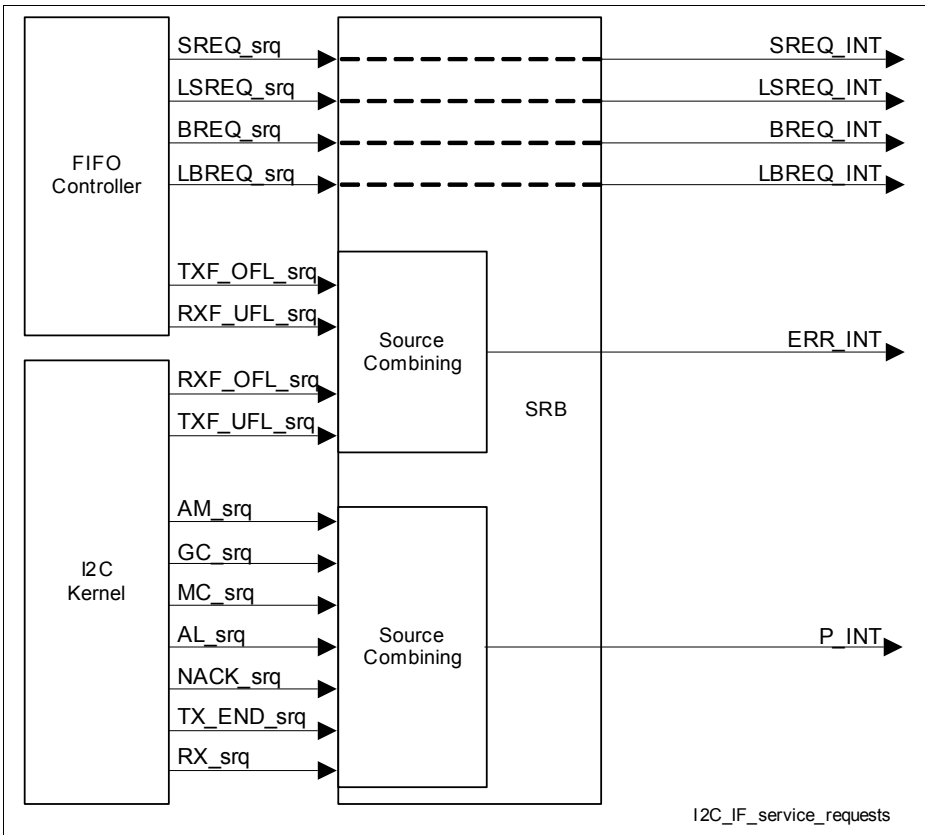 SREQ_srq
SREQ_INT
LSREQ_srq
LSREQ_INT
BREQ_srq
BREQ_INT
LBREQ_srq
LBREQ_INT
FIFO
Controller
TXF_OFL_srq
RXF_UFL_srq
Source
Combining
ERR_INT
RXF_OFL_srq
TXF_UFL_srq
SRB
AM_srq
GC_srq
MC_srq
I2C
Kernel
AL_srq
NACK_srq
TX_END_srq
RX_srq
Source
Combining
P_INT
I2C_IF_service_requests